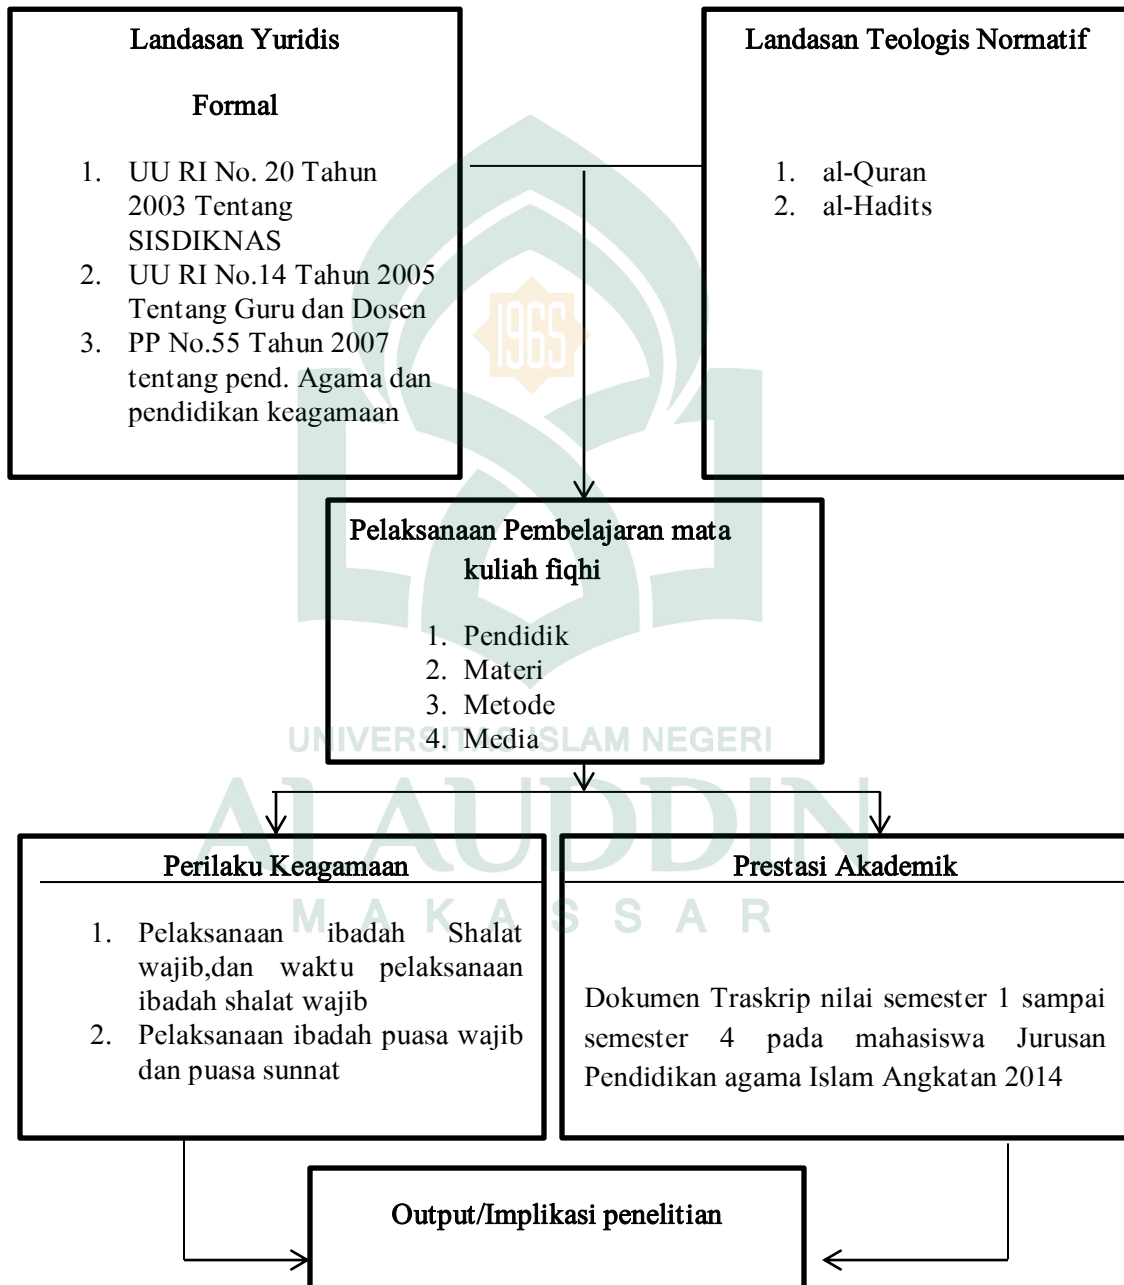 Landasan Yuridis
Formal
1. UU RI No. 20 Tahun
2003 Tentang
SISDIKNAS
2. UU RI No.14 Tahun 2005
Tentang Guru dan Dosen
3. PP No.55 Tahun 2007
tentang pend. Agama dan
pendidikan keagamaan
Landasan Teologis Normatif
1. al-Quran
2. al-Hadits
1965
Pelaksanaan Pembelajaran mata
kuliah fiqhi
1. Pendidik
2. Materi
3. Metode
4. Media
UNIVERSITAS ISLAM NEGERI
ALAUDDIN
MAKASSAR
Perilaku Keagamaan
1. Pelaksanaan ibadah Shalat
wajib,dan waktu pelaksanaan
ibadah shalat wajib
2. Pelaksanaan ibadah puasa wajib
dan puasa sunnat
Prestasi Akademik
Dokumen Traskrip nilai semester 1 sampai
semester 4 pada mahasiswa Jurusan
Pendidikan agama Islam Angkatan 2014
Output/Implikasi penelitian